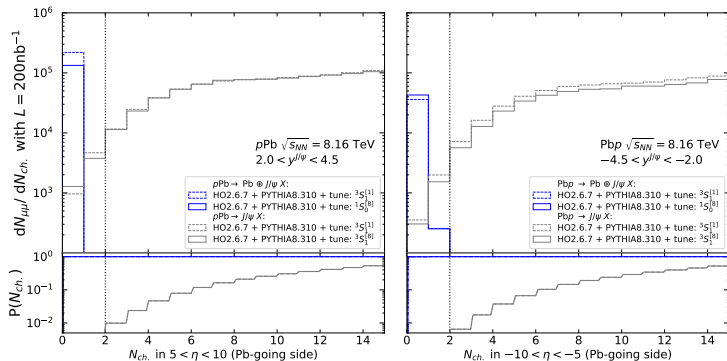 dN_{μμ}/ dN_{ch.} with L = 200nb^{−1}
10^6
10^5
10^4
10^3
pPb √s_{NN} = 8.16 TeV
2.0 < y^{J/ψ} < 4.5
pPb → Pb ⊕ J/ψ X:
HO2.6.7 + PYTHIA8.310 + tune: ^3S_1^{[1]}
HO2.6.7 + PYTHIA8.310 + tune: ^1S_0^{[8]}
pPb → J/ψ X:
HO2.6.7 + PYTHIA8.310 + tune: ^3S_1^{[1]}
HO2.6.7 + PYTHIA8.310 + tune: ^3S_1^{[8]}
P(N_{ch.})
10^0
10^{−1}
10^{−2}
0 2 4 6 8 10 12 14
N_{ch.} in 5 < η < 10 (Pb-going side)
Pbp √s_{NN} = 8.16 TeV
−4.5 < y^{J/ψ} < −2.0
Pbp → Pb ⊕ J/ψ X:
HO2.6.7 + PYTHIA8.310 + tune: ^3S_1^{[1]}
HO2.6.7 + PYTHIA8.310 + tune: ^1S_0^{[8]}
Pbp → J/ψ X:
HO2.6.7 + PYTHIA8.310 + tune: ^3S_1^{[1]}
HO2.6.7 + PYTHIA8.310 + tune: ^3S_1^{[8]}
0 2 4 6 8 10 12 14
N_{ch.} in −10 < η < −5 (Pb-going side)